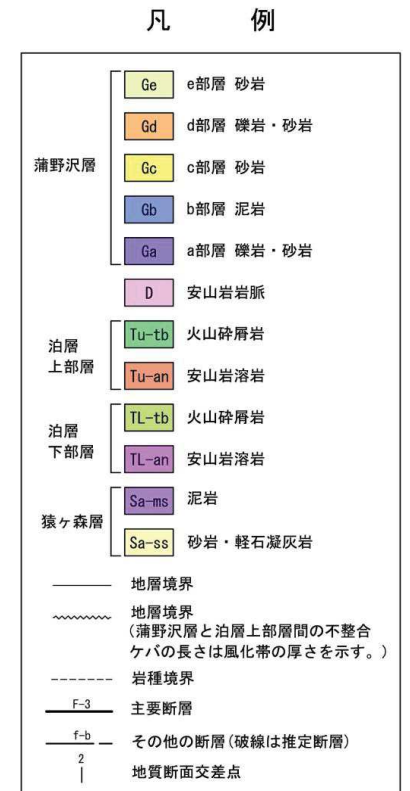 凡 例
蒲野沢層
Ge e部層 砂岩
Gd d部層 礫岩・砂岩
Gc c部層 砂岩
Gb b部層 泥岩
Ga a部層 礫岩・砂岩
D 安山岩岩脈
泊層
上部層
Tu-tb 火山砕屑岩
Tu-an 安山岩溶岩
泊層
下部層
TL-tb 火山砕屑岩
TL-an 安山岩溶岩
猿ヶ森層
Sa-ms 泥岩
Sa-ss 砂岩・軽石凝灰岩
地層境界
地層境界
(蒲野沢層と泊層上部層間の不整合
ケバの長さは風化帯の厚さを示す。)
岩種境界
F-3 主要断層
f-b その他の断層(破線は推定断層)
2 地質断面交差点